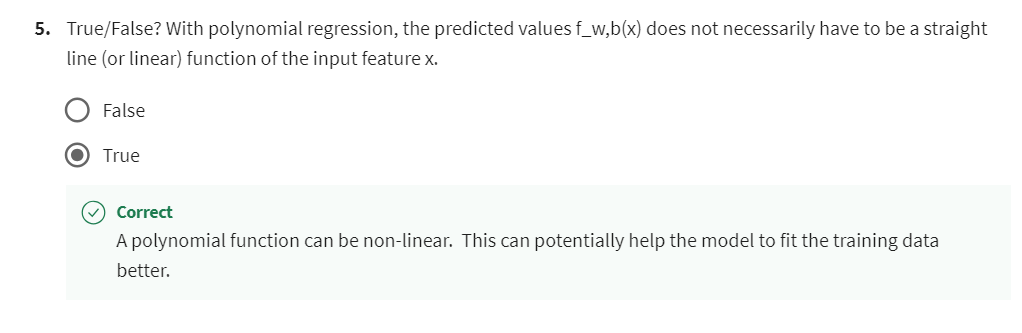 5. True/False? With polynomial regression, the predicted values f_w,b(x) does not necessarily have to be a straight
line (or linear) function of the input feature x.
False
True
Correct
A polynomial function can be non-linear.  This can potentially help the model to fit the training data
better.